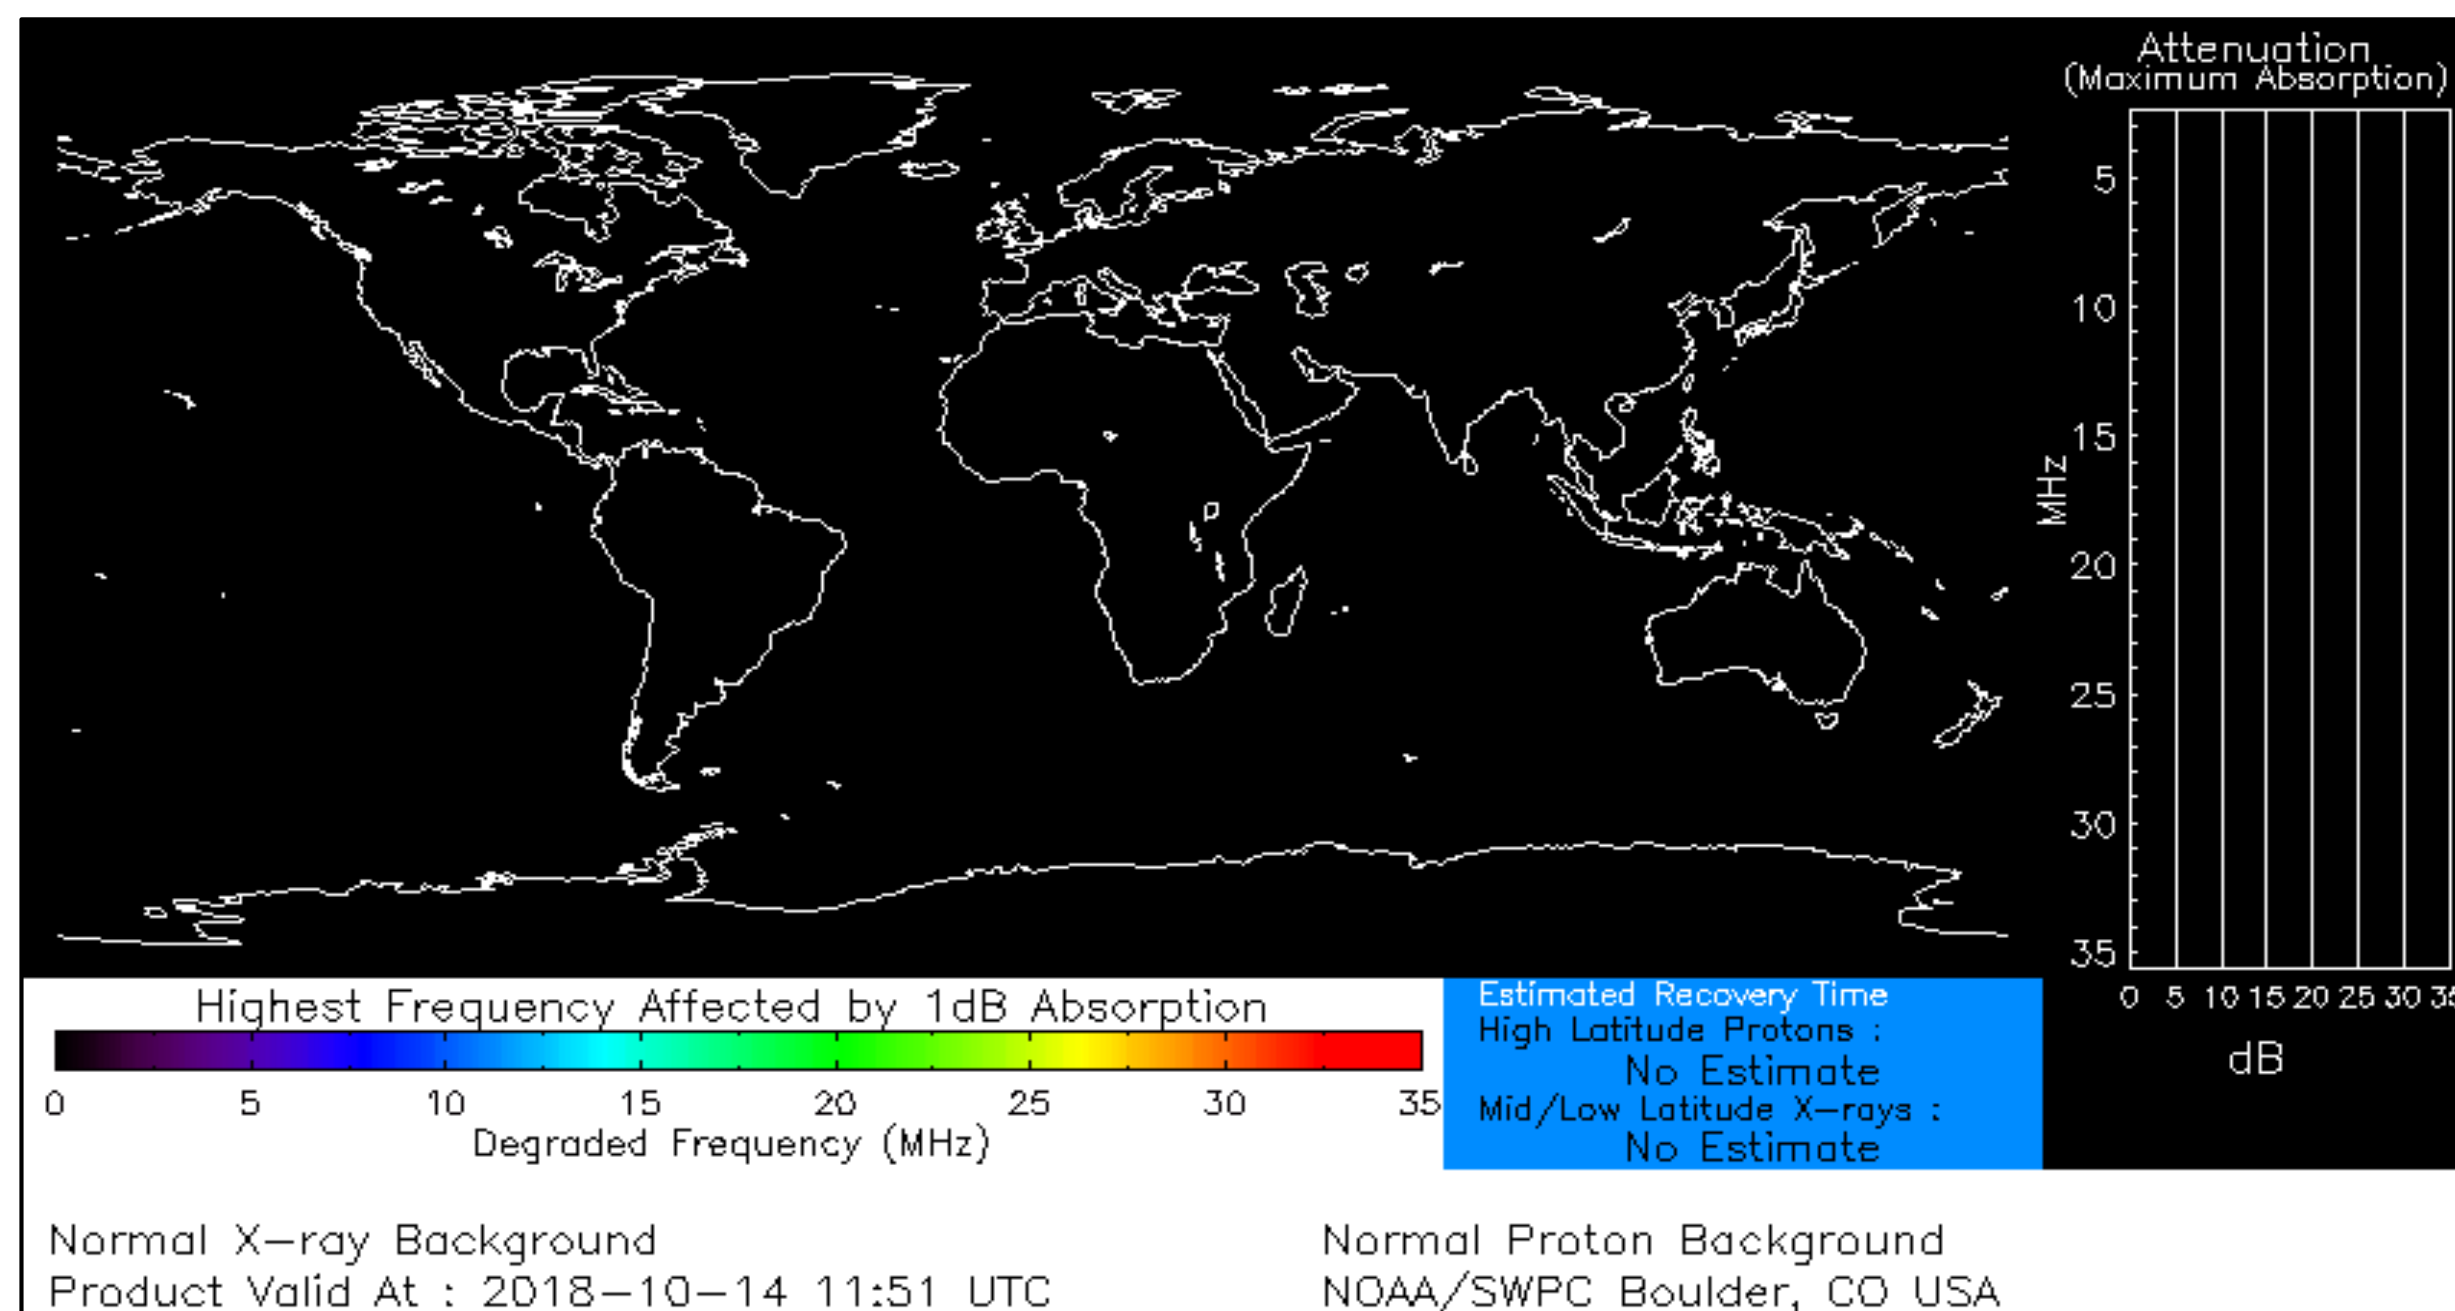 Attenuation
(Maximum Absorption)
5
10
15
20
25
30
35
MHz
0 5 10 15 20 25 30
dB
Highest Frequency Affected by 1dB Absorption
0 5 10 15 20 25 30 35
Degraded Frequency (MHz)
Estimated Recovery Time
High Latitude Protons :
No Estimate
Mid/Low Latitude X-rays :
No Estimate
Normal X-ray Background
Product Valid At : 2018-10-14 11:51 UTC
Normal Proton Background
NOAA/SWPC Boulder, CO USA